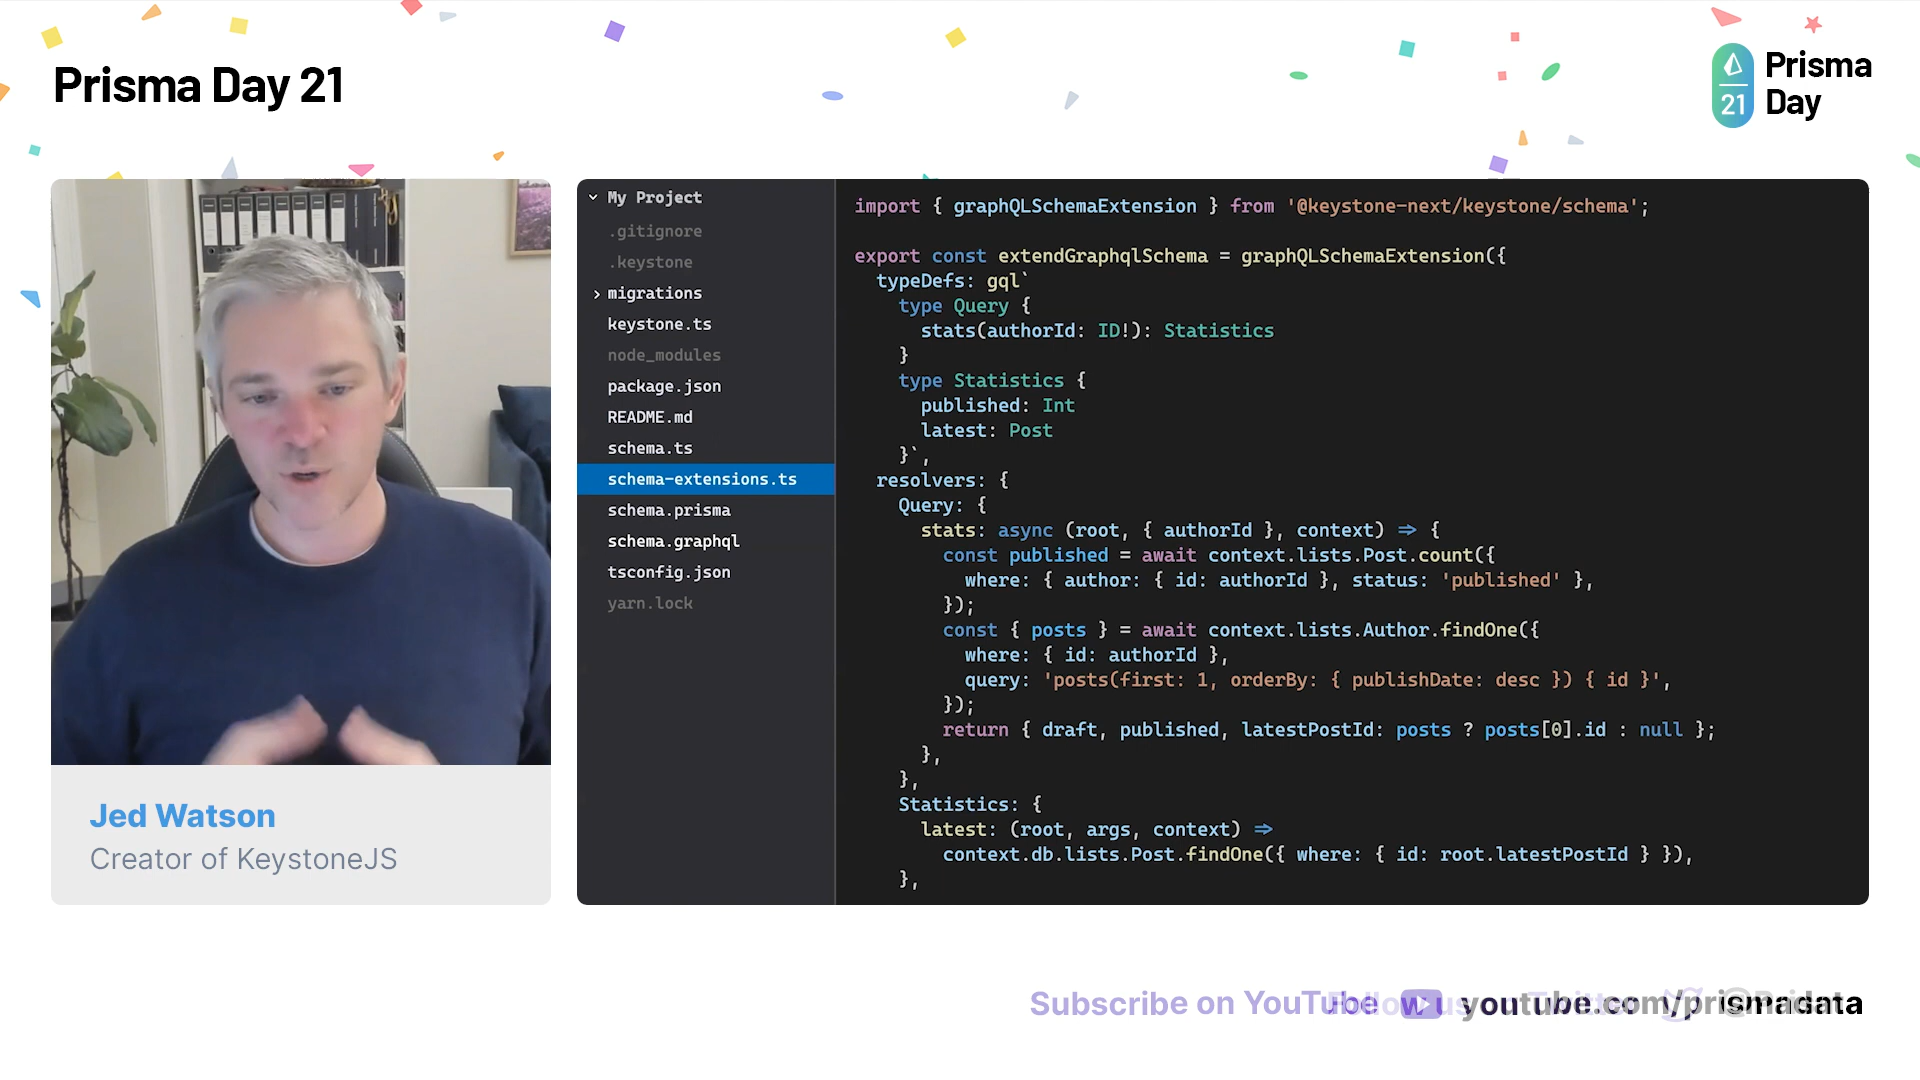 Prisma Day 21
Prisma
Day
21
My Project
.gitignore
.keystone
migrations
keystone.ts
node_modules
package.json
README.md
schema.ts
schema-extensions.ts
schema.prisma
schema.graphql
tsconfig.json
yarn.lock
import { graphQLSchemaExtension } from '@keystone-next/keystone/schema';
export const extendGraphqlSchema = graphQLSchemaExtension({
typeDefs: gql`
type Query {
stats(authorId: ID!): Statistics
}
type Statistics {
published: Int
latest: Post
}`,
resolvers: {
Query: {
stats: async (root, { authorId }, context) => {
const published = await context.lists.Post.count({
where: { author: { id: authorId }, status: 'published' },
});
const { posts } = await context.lists.Author.findOne({
where: { id: authorId },
query: 'posts(first: 1, orderBy: { publishDate: desc }) { id }',
});
return { draft, published, latestPostId: posts ? posts[0].id : null };
},
},
Statistics: {
latest: (root, args, context) =>
context.db.lists.Post.findOne({ where: { id: root.latestPostId } }),
},
Jed Watson
Creator of KeystoneJS
Subscribe on YouTube youtube.com/prismadata